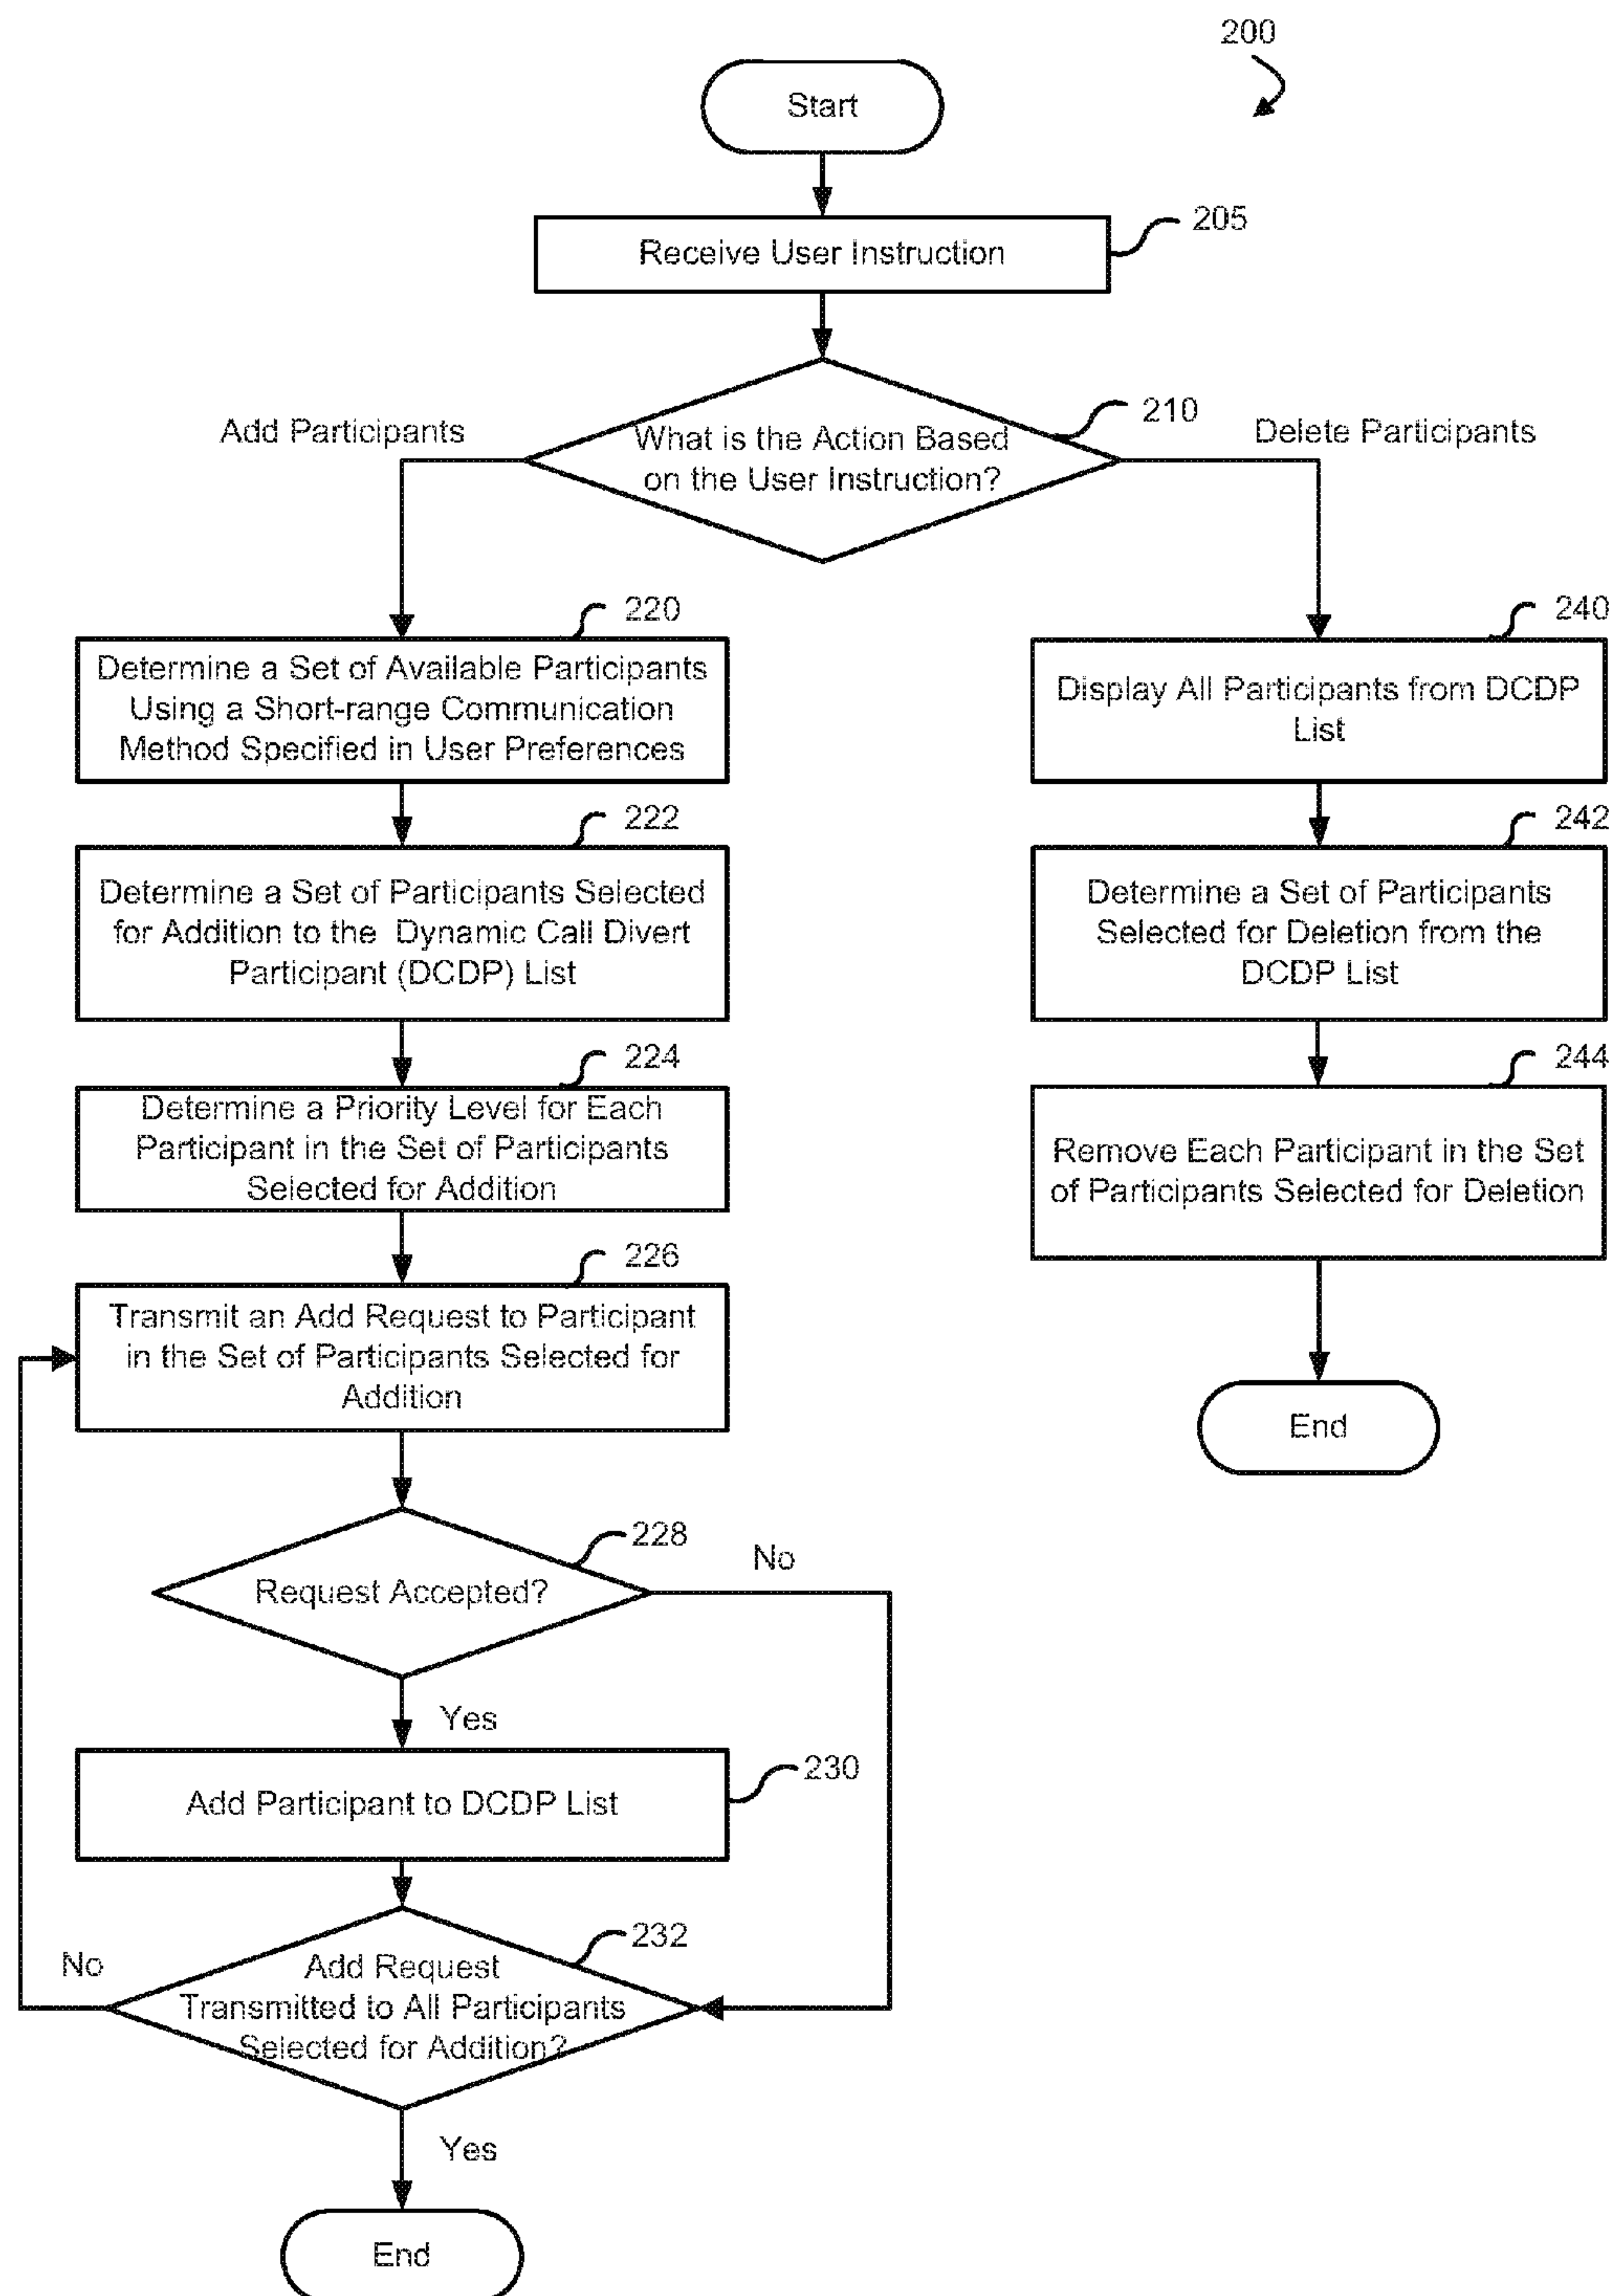 200
Start
205
Receive User Instruction
210
Add Participants
What is the Action Based
on the User Instruction?
Delete Participants
220
Determine a Set of Available Participants
Using a Short-range Communication
Method Specified in User Preferences
222
Determine a Set of Participants Selected
for Addition to the Dynamic Call Divert
Participant (DCDP) List
224
Determine a Priority Level for Each
Participant in the Set of Participants
Selected for Addition
226
Transmit an Add Request to Participant
in the Set of Participants Selected for
Addition
228
Request Accepted?
No
Yes
230
Add Participant to DCDP List
232
No
Add Request
Transmitted to All Participants
Selected for Addition?
Yes
End
240
Display All Participants from DCDP
List
242
Determine a Set of Participants
Selected for Deletion from the
DCDP List
244
Remove Each Participant in the Set
of Participants Selected for Deletion
End